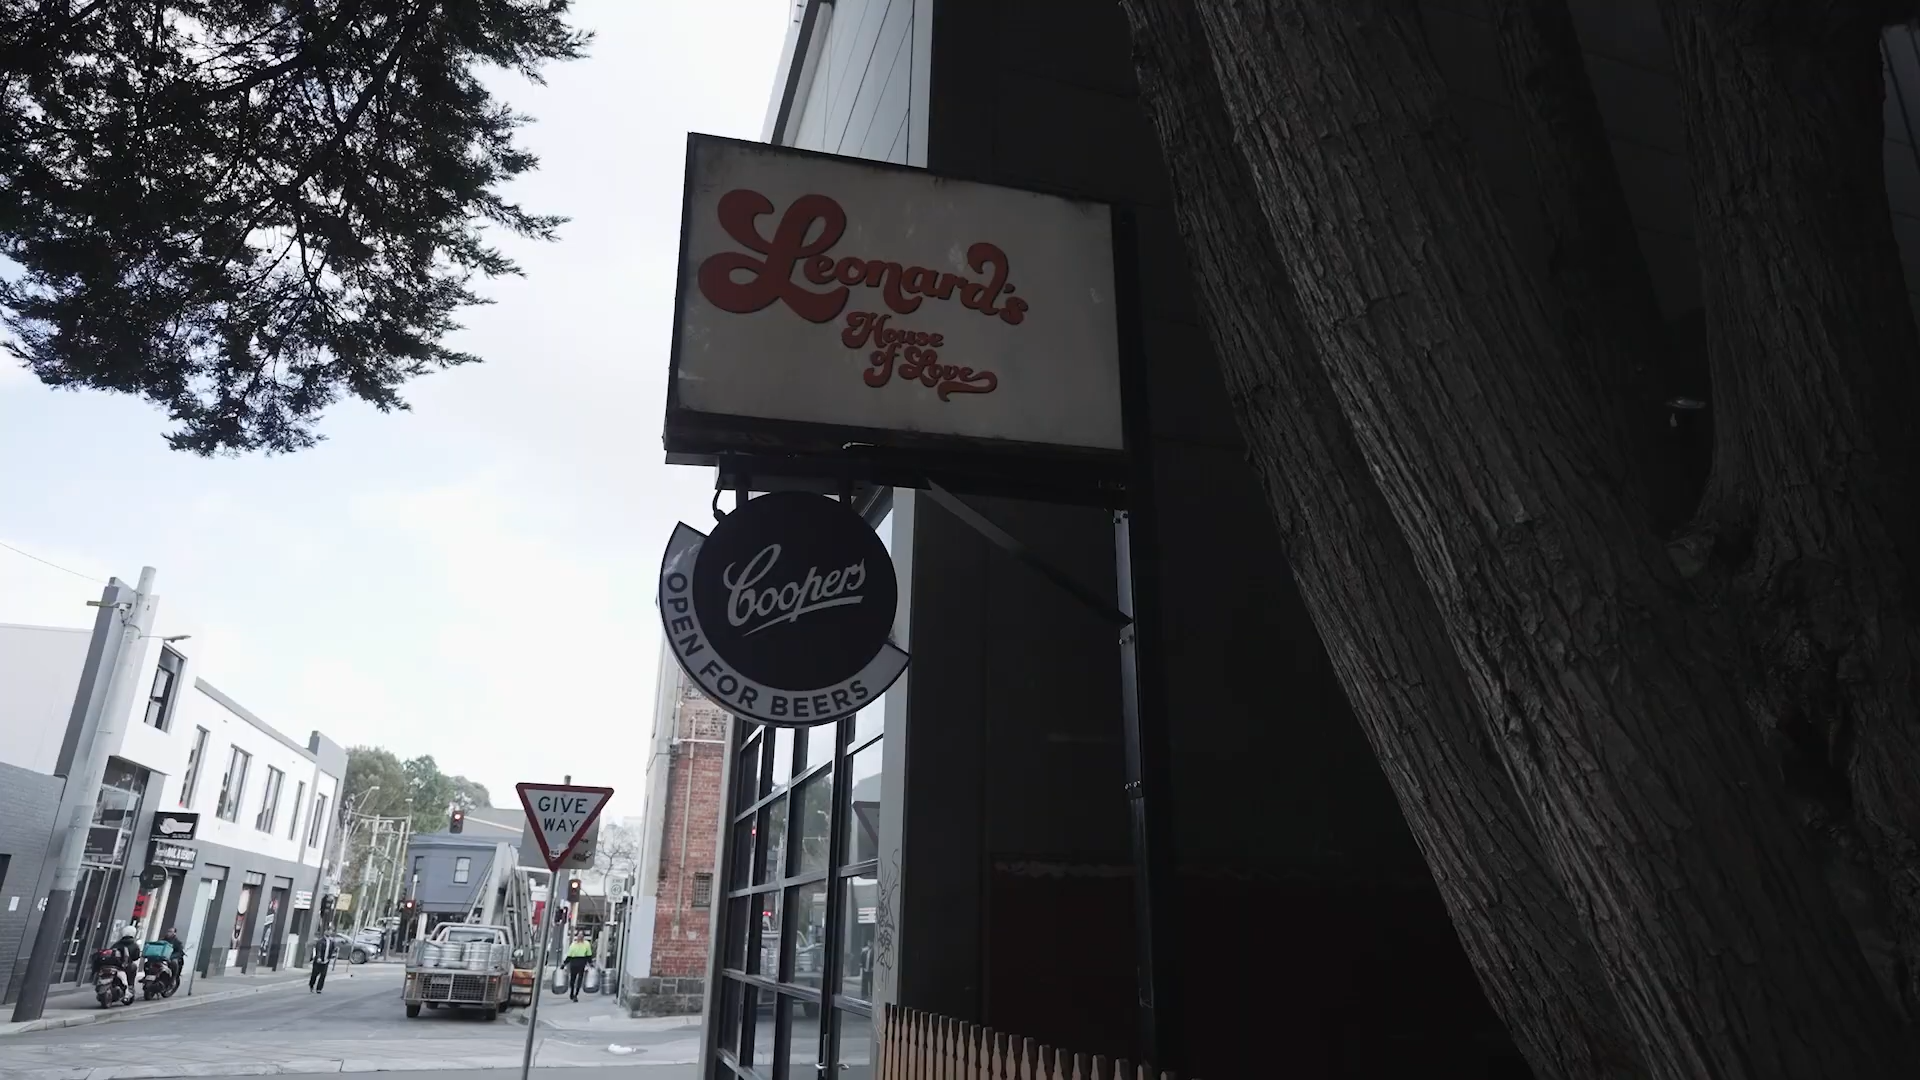 Leonard's
House
of Love
Coopers
OPEN FOR BEERS
GIVE
WAY